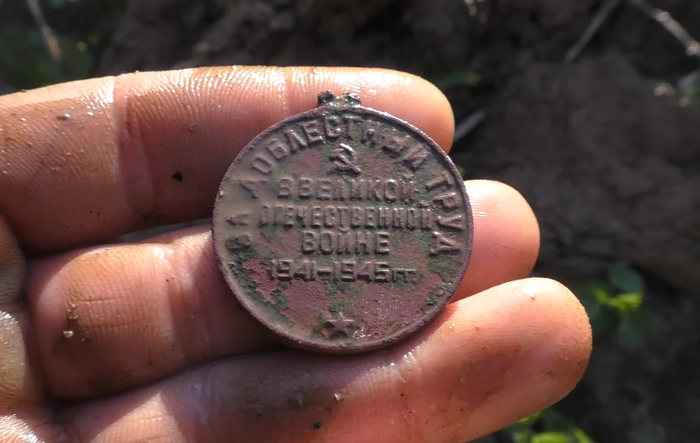 ЗА ДОБЛЕСТНЫЙ ТРУД
В ВЕЛИКОЙ
ОТЕЧЕСТВЕННОЙ
ВОЙНЕ
1941-1945 гг.